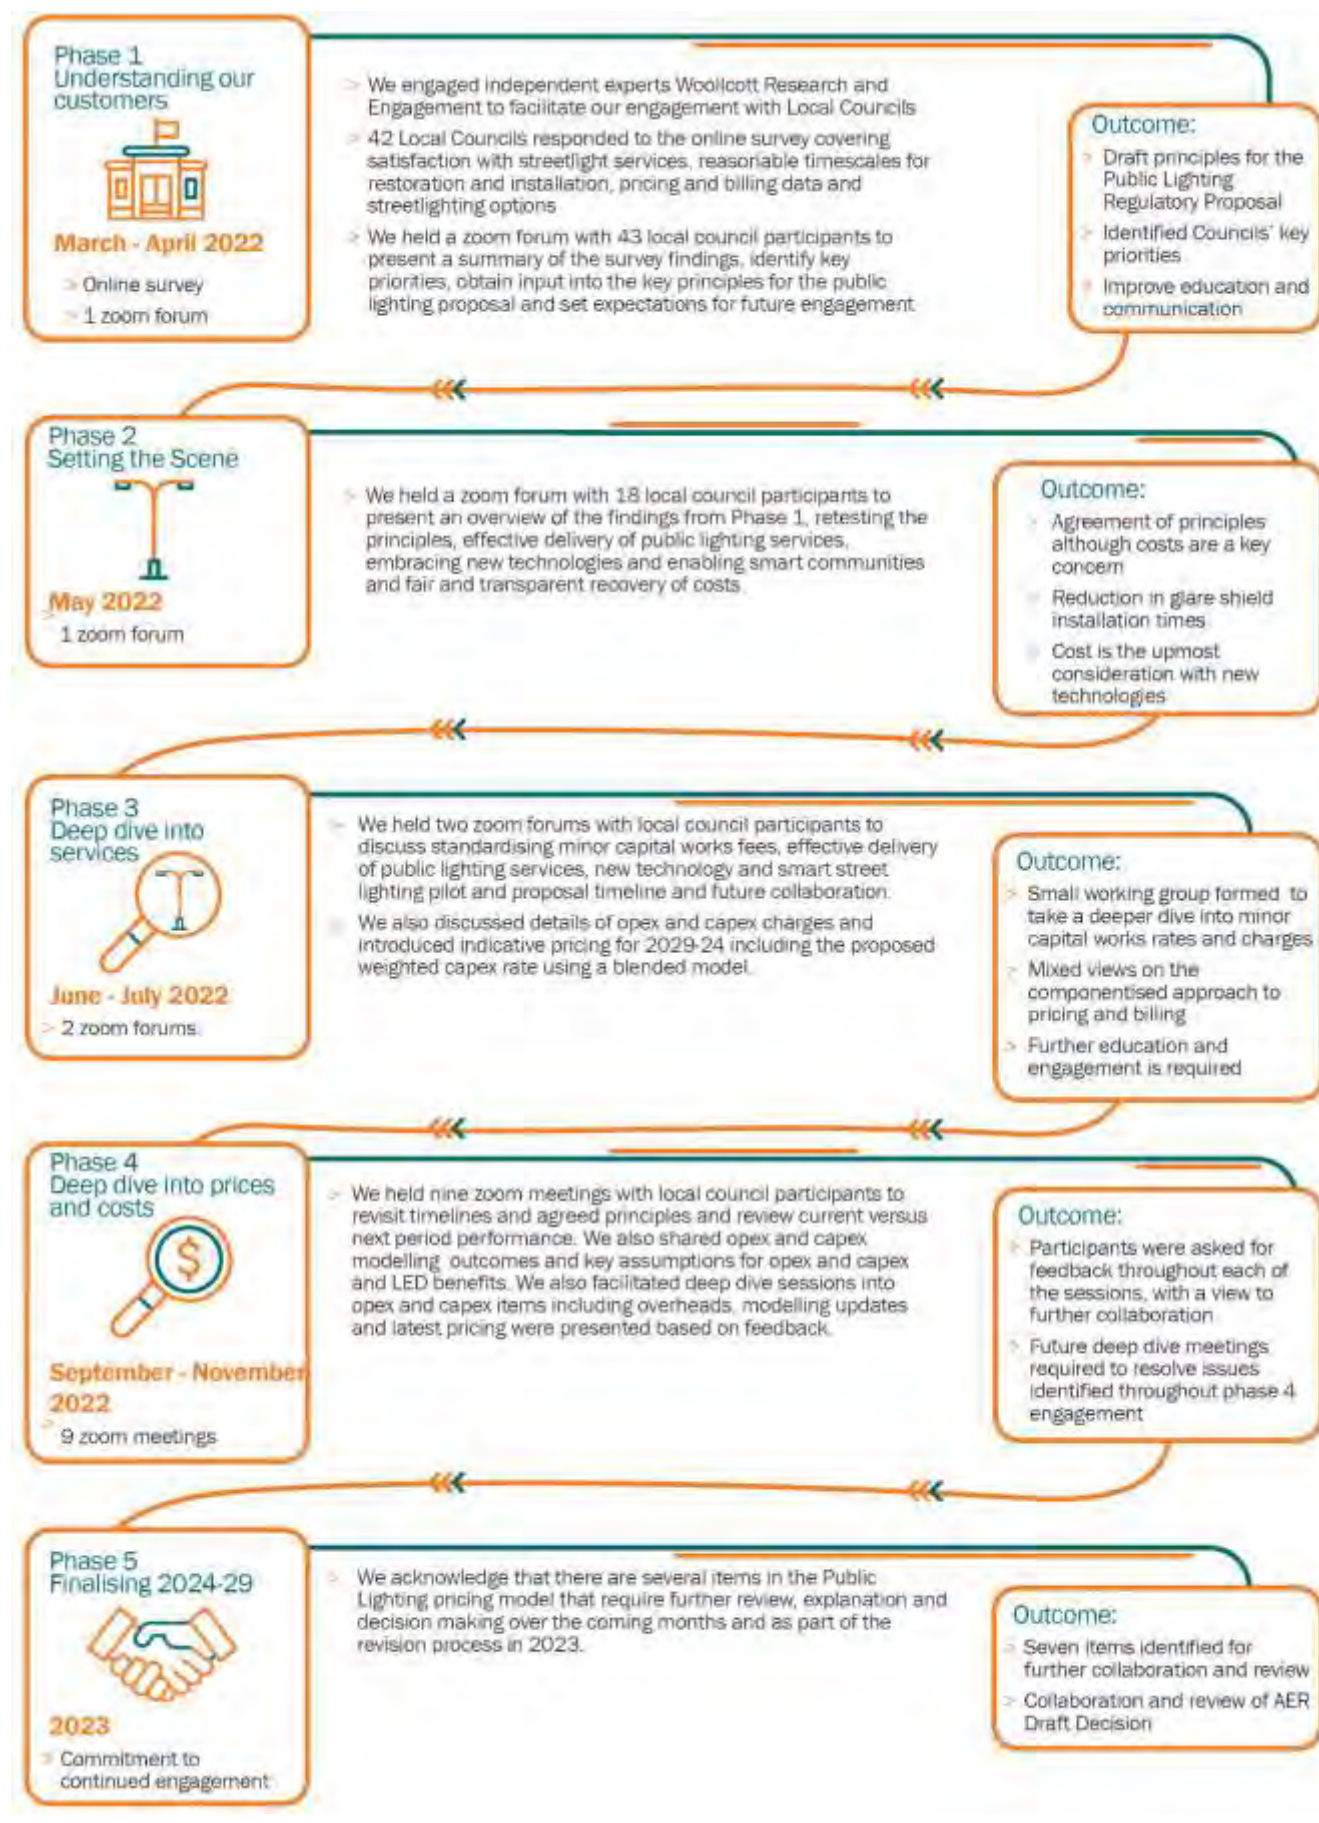 Phase 1
Understanding our
customers
March - April 2022
> Online survey
> 1 zoom forum
> We engaged independent experts Woollcott Research and
Engagement to facilitate our engagement with Local Councils
> 42 Local Councils responded to the online survey covering
satisfaction with streetlight services, reasonable timescales for
restoration and installation, pricing and billing data and
streetlighting options
> We held a zoom forum with 43 local council participants to
present a summary of the survey findings, identify key
priorities, obtain input into the key principles for the public
lighting proposal and set expectations for future engagement
Outcome:
> Draft principles for the
Public Lighting
Regulatory Proposal
> Identified Councils' key
priorities
> Improve education and
communication
Phase 2
Setting the Scene
May 2022
> 1 zoom forum
> We held a zoom forum with 18 local council participants to
present an overview of the findings from Phase 1, retesting the
principles, effective delivery of public lighting services,
embracing new technologies and enabling smart communities
and fair and transparent recovery of costs
Outcome:
> Agreement of principles
although costs are a key
concern
> Reduction in glare shield
installation times
> Cost is the upmost
consideration with new
technologies
Phase 3
Deep dive into
services
June - July 2022
> 2 zoom forums
> We held two zoom forums with local council participants to
discuss standardising minor capital works fees, effective delivery
of public lighting services, new technology and smart street
lighting pilot and proposal timeline and future collaboration.
> We also discussed details of opex and capex charges and
introduced indicative pricing for 2029-24 including the proposed
weighted capex rate using a blended model.
Outcome:
> Small working group formed to
take a deeper dive into minor
capital works rates and charges
> Mixed views on the
componentised approach to
pricing and billing
> Further education and
engagement is required
Phase 4
Deep dive into prices
and costs
$
September - November
2022
> 9 zoom meetings
> We held nine zoom meetings with local council participants to
revisit timelines and agreed principles and review current versus
next period performance. We also shared opex and capex
modelling outcomes and key assumptions for opex and capex
and LED benefits. We also facilitated deep dive sessions into
opex and capex items including overheads, modelling updates
and latest pricing were presented based on feedback.
Outcome:
> Participants were asked for
feedback throughout each of
the sessions, with a view to
further collaboration
> Future deep dive meetings
required to resolve issues
identified throughout phase 4
engagement
Phase 5
Finalising 2024-29
2023
> Commitment to
continued engagement
> We acknowledge that there are several items in the Public
Lighting pricing model that require further review, explanation and
decision making over the coming months and as part of the
revision process in 2023.
Outcome:
> Seven items identified for
further collaboration and review
> Collaboration and review of AER
Draft Decision